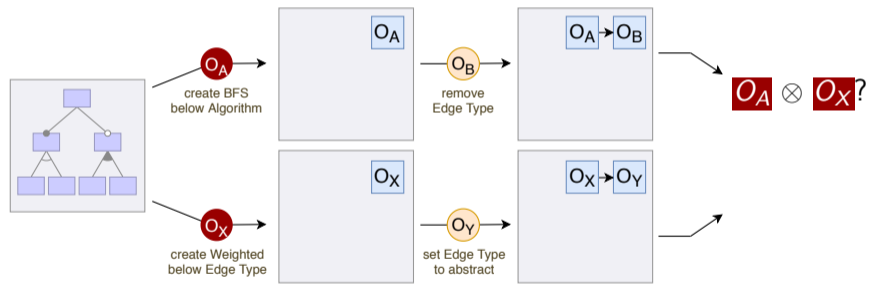 OA
create BFS
below Algorithm
OA
OB
remove
Edge Type
OA OB
OX
create Weighted
below Edge Type
OX
OY
set Edge Type
to abstract
OX OY
OA ⊗ OX?